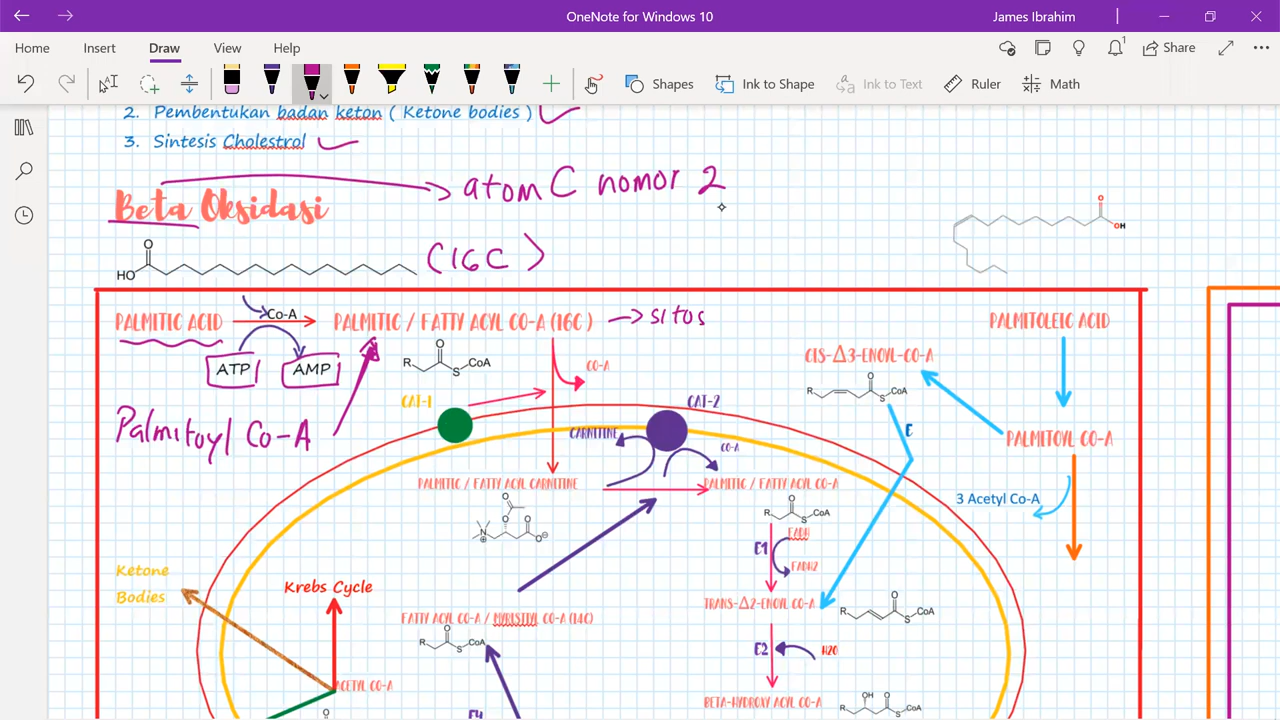 OneNote for Windows 10
James Ibrahim
Home Insert Draw View Help
1
Share
Shapes
Ink to Shape
Ink to Text
Ruler
Math
2. Pembentukan badan keton ( Ketone bodies )
3. Sintesis Cholestrol
Beta Oksidasi
atom C nomor 2
O
HO
(16C)
O
OH
PALMITIC ACID
Co-A
PALMITIC / FATTY ACYL CO-A (16C)
sitos
PALMITOLEIC ACID
ATP
AMP
O
R
S
CoA
CO-A
CIS-Δ3-ENOYL-CO-A
O
S
CoA
Palmitoyl Co-A
CAT-1
CAT-2
CARNITINE
CO-A
E
PALMITOYL CO-A
PALMITIC / FATTY ACYL CARNITINE
PALMITIC / FATTY ACYL CO-A
3 Acetyl Co-A
O
O
O
N
O
O
R
S
CoA
E1
FADH
FADH2
Ketone
Bodies
Krebs Cycle
TRANS-Δ2-ENOYL CO-A
O
R
S
CoA
FATTY ACYL CO-A / MYRISTIYL CO-A (14C)
O
R
S
CoA
E2
H2O
ACETYL CO-A
O
E4
BETA-HYDROXY ACYL CO-A
OH
O
R
S
CoA